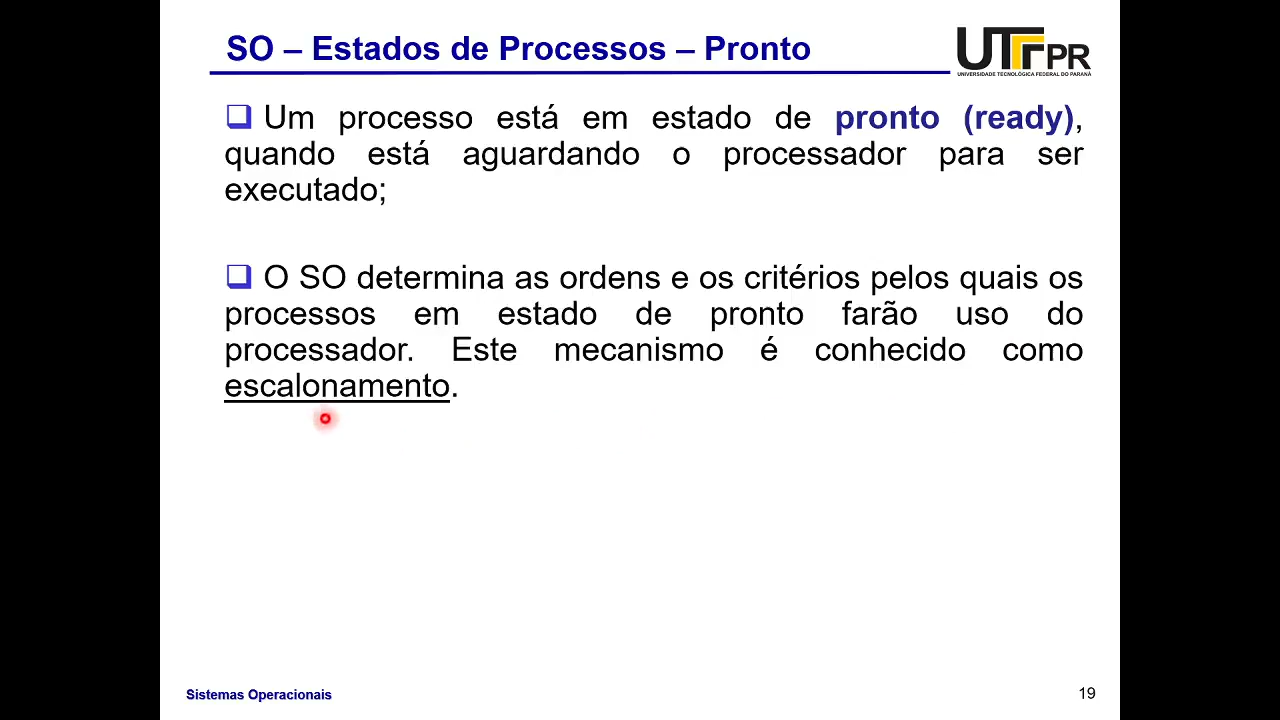 SO – Estados de Processos – Pronto
UTFPR
UNIVERSIDADE TECNOLÓGICA FEDERAL DO PARANÁ
Um processo está em estado de pronto (ready),
quando está aguardando o processador para ser
executado;
O SO determina as ordens e os critérios pelos quais os
processos em estado de pronto farão uso do
processador. Este mecanismo é conhecido como
escalonamento.
Sistemas Operacionais
19